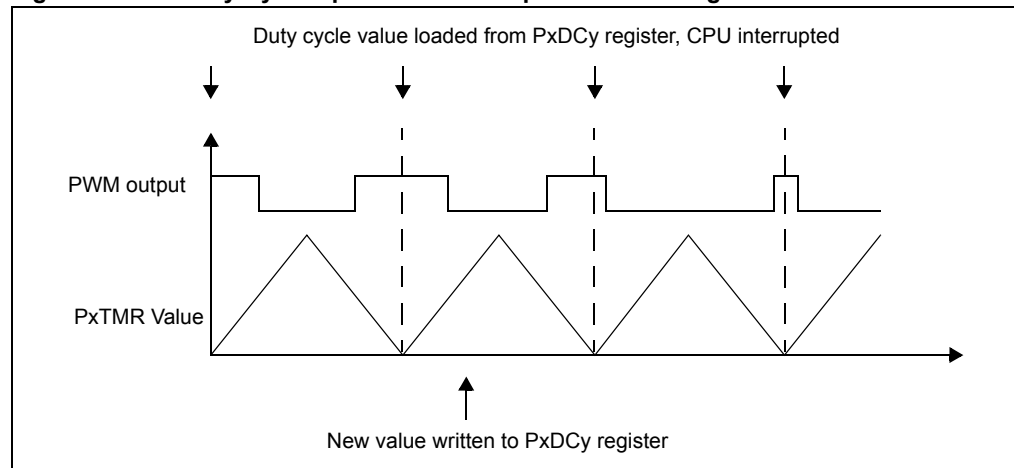 Duty cycle value loaded from PxDCy register, CPU interrupted
PWM output
PxTMR Value
New value written to PxDCy register